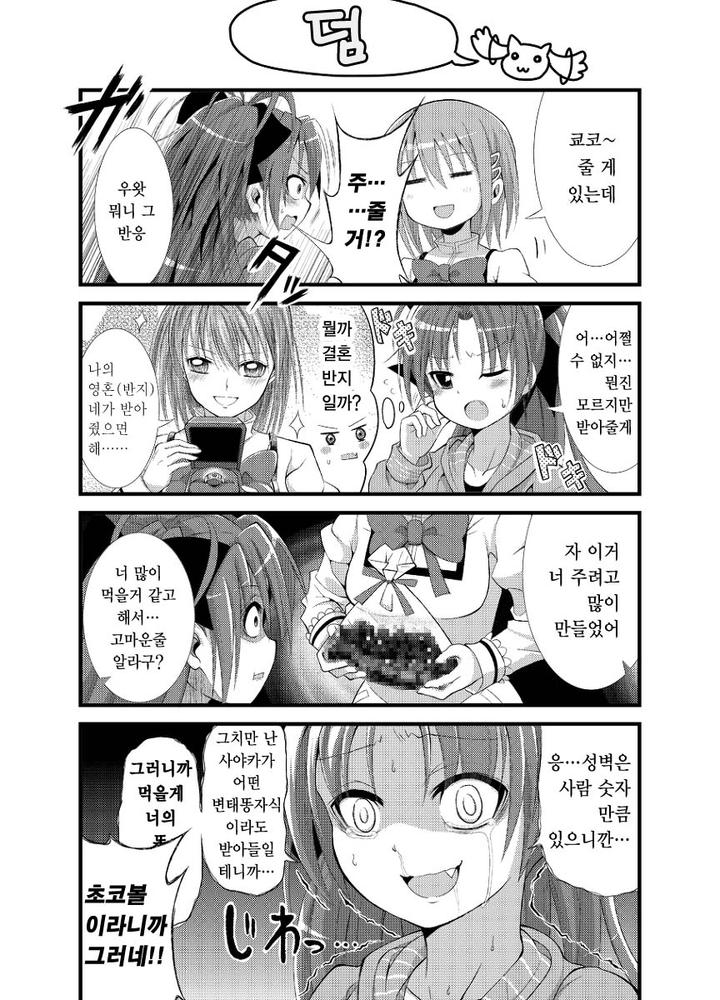 덤
쿄코~
줄 게
있는데
주……
…줄
거!?
우왓
뭐니 그
반응
ガタッ
어…어쩔
수 없지…
뭔진
모르지만
받아줄게
ドキ
ドキ
뭘까
결혼
반지
일까?
나의
영혼(반지)
네가 받아
줬으면
해……
자 이거
너 주려고
많이
만들었어
너 많이
먹을거 같고
해서…
고마운줄
알라구?
응…성벽은
사람 숫자
만큼
있으니깐…
그치만 난
사야카가
어떤
변태똥자식
이라도
받아들일
테니까…
그러니까
먹을게
너의
초코볼
이라니까
그러네!!
じわっ…